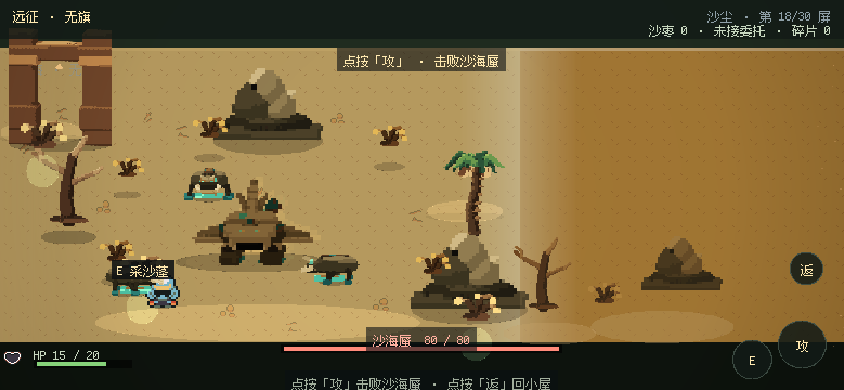 远征 · 无旗
沙尘 · 第 18/30 屏
沙枣 0 · 未接委托 · 碎片 0
点按「攻」 · 击败沙海蜃
E 采沙蓬
返
沙海蜃 80 / 80
HP 15 / 20
E
攻
点按「攻」击败沙海蜃 · 点按「返」回小屋